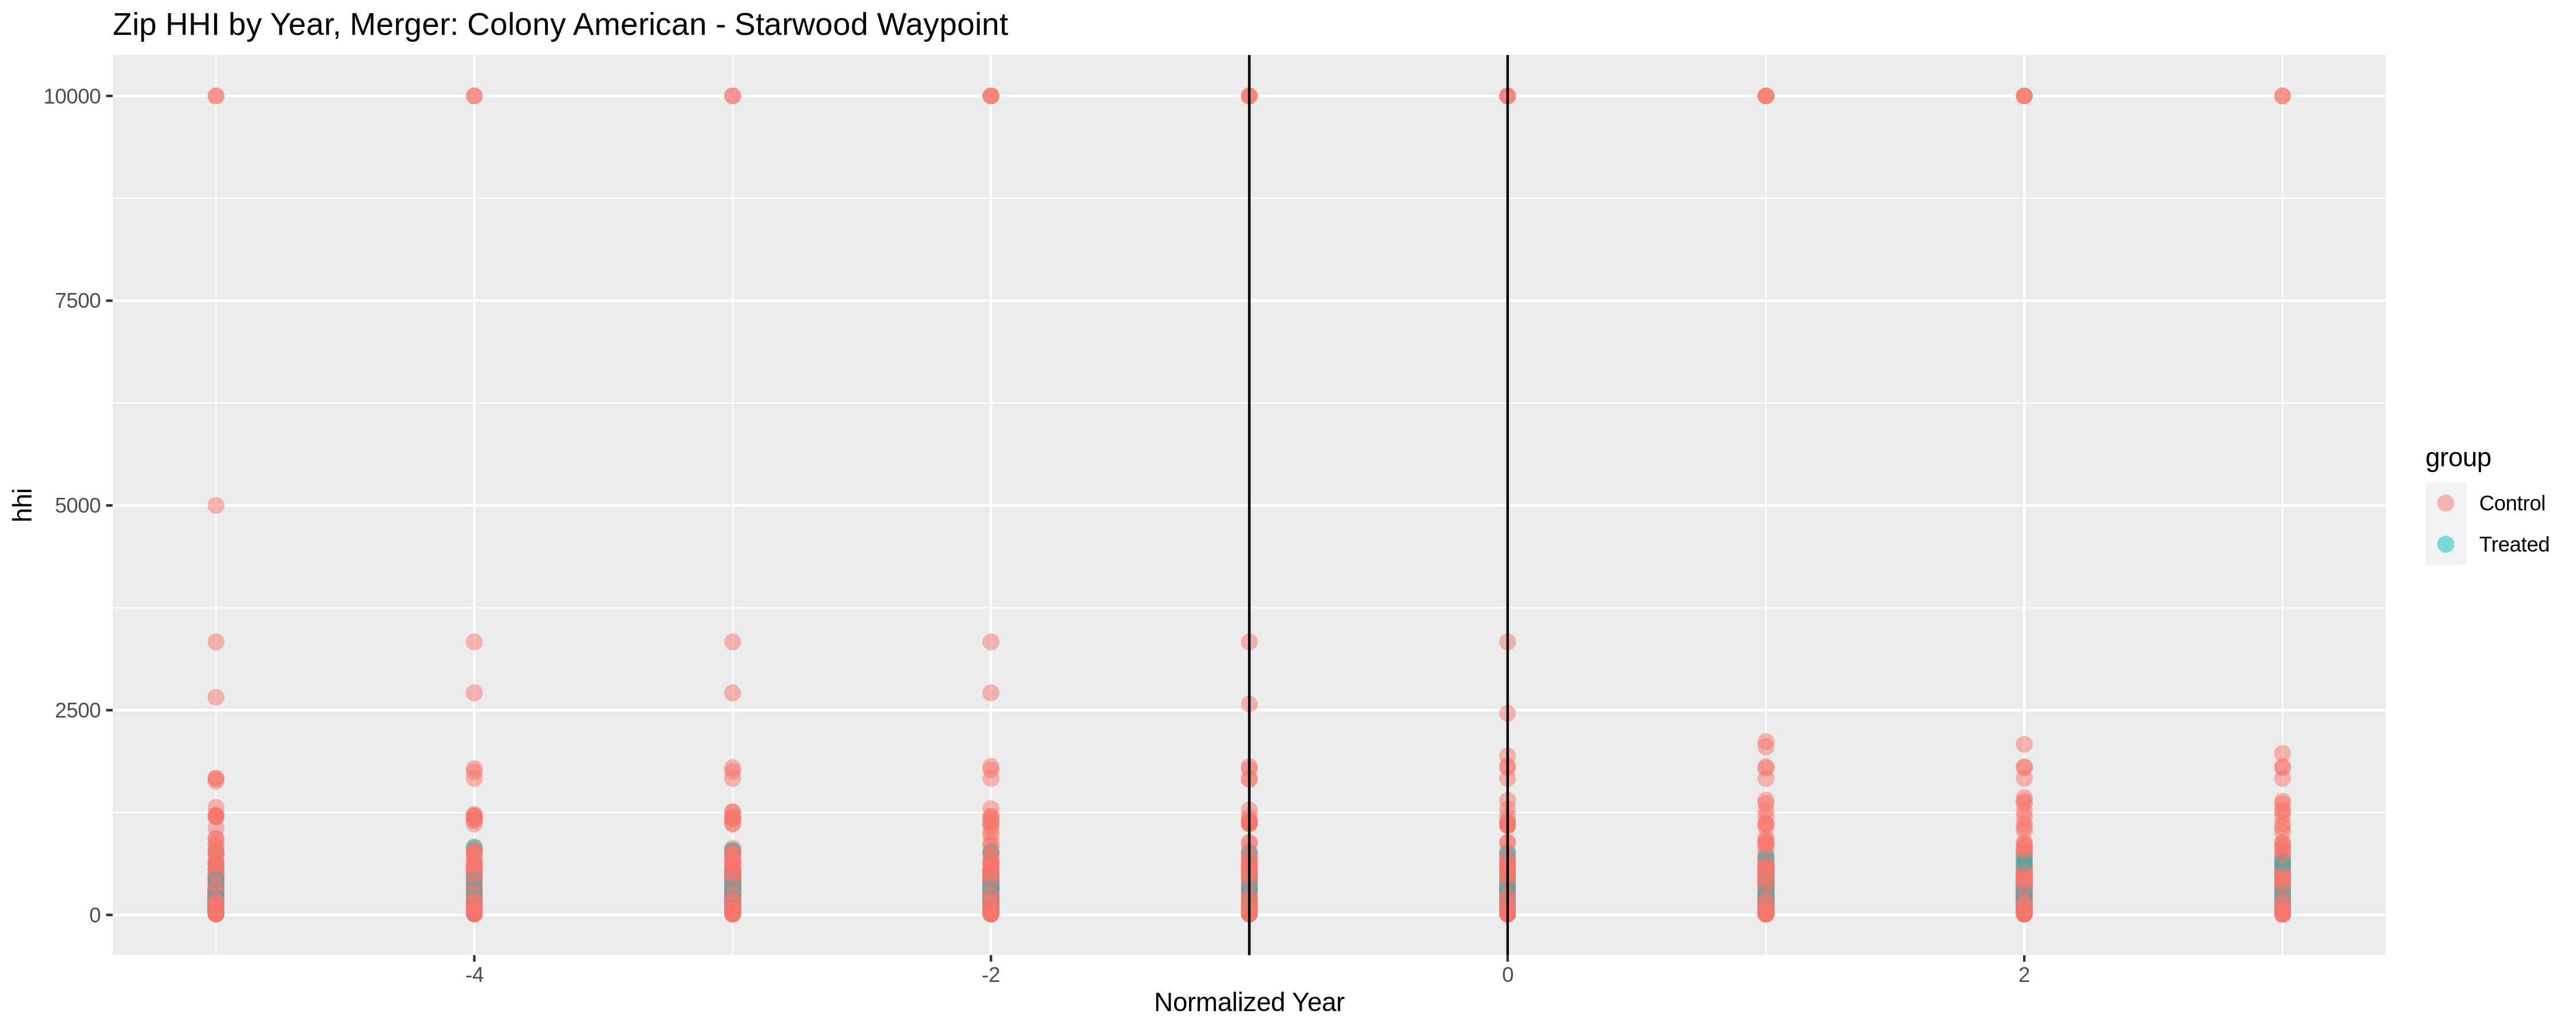 Zip HHI by Year, Merger: Colony American - Starwood Waypoint
10000
7500
5000
2500
0
hhi
-4
-2
0
2
Normalized Year
group
Control
Treated